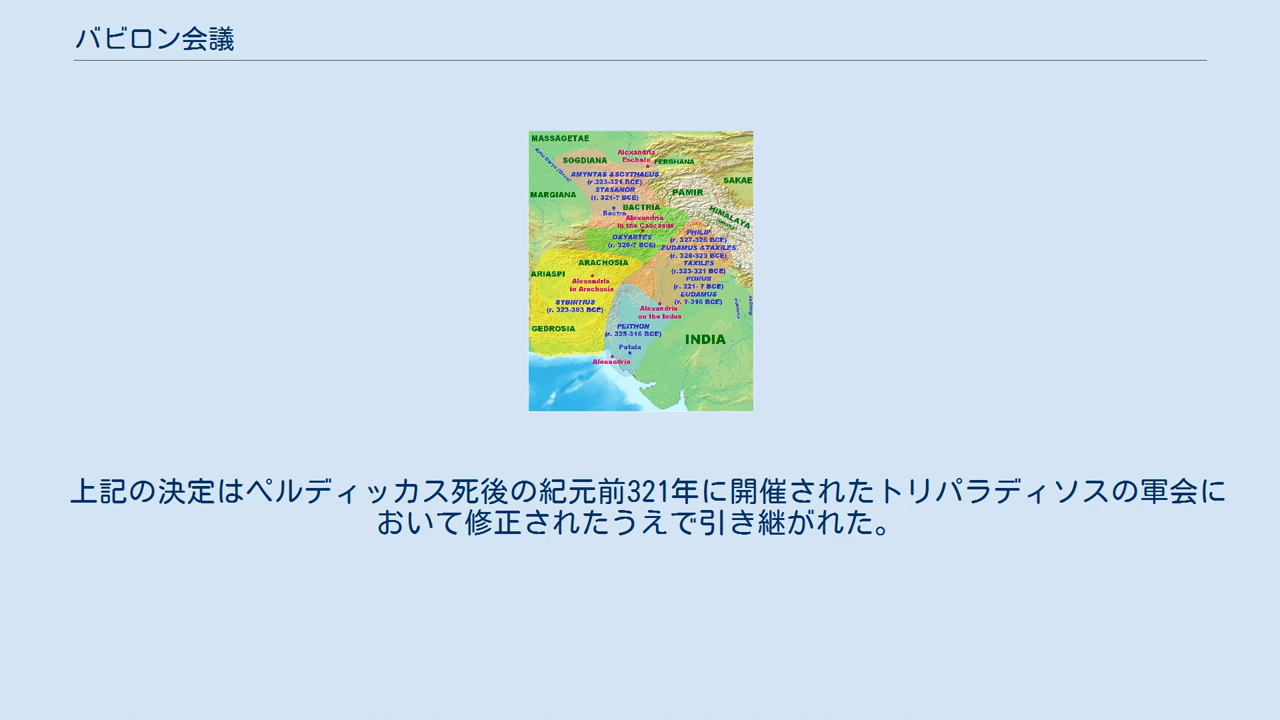 バビロン会議
MASSAGETAE
Alexandria
Eschate
FERGHANA
SOGDIANA
AMYNTAS & SCYTHAEUS
(r.323-321 BCE)
STASANOR
(r. 321-? BCE)
SAKAE
PAMIR
MARGIANA
BACTRIA
Bactra
HIMALAYA
Alexandria
in the Caucasus
OXYARTES
(r. 326-? BCE)
PHILIP
(r. 327-326 BCE)
EUDAMUS & TAXILES
(r. 326-323 BCE)
TAXILES
(r.323-321 BCE)
PORUS
(r. 321- ? BCE)
EUDAMUS
(r. ?-316 BCE)
ARACHOSIA
ARIASPI
Alexandria
in Arachosia
SYBIRTIUS
(r. 323-303 BCE)
Alexandria
on the Indus
GEDROSIA
PEITHON
(r. 325-316 BCE)
INDIA
Patala
Alexandria
上記の決定はペルディッカス死後の紀元前321年に開催されたトリパラディソスの軍会に
おいて修正されたうえで引き継がれた。